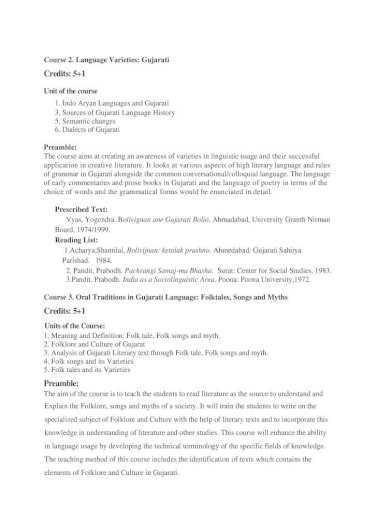 Course 2. Language Varieties: Gujarati
Credits: 5+1
Unit of the course
1. Indo Aryan Languages and Gujarati
3. Sources of Gujarati Language History
5. Semantic changes
6. Dialects of Gujarati
Preamble:
The course aims at creating an awareness of varieties in linguistic usage and their successful
application in creative literature. It looks at various aspects of high literary language and rules
of grammar in Gujarati alongside the common conversational/colloquial language. The language
of early commentaries and prose books in Gujarati and the language of poetry in terms of the
choice of words and the grammatical forms would be enunciated in detail.
Prescribed Text:
Vyas, Yogendra. Bolivignan ane Gujarati Bolio, Ahmadabad, University Granth Nirman
Board, 1974/1999.
Reading List:
1.Acharya,Shantilal, Bolivijnan: ketalak prashno. Ahmedabad: Gujarati Sahitya
Parishad. 1984.
2. Pandit, Prabodh. Pachrangi Samaj-ma Bhasha. Surat: Center for Social Studies. 1983.
3.Pandit, Prabodh. India as a Sociolinguistic Area. Poona: Poona University,1972.
Course 3. Oral Traditions in Gujarati Language: Folktales, Songs and Myths
Credits: 5+1
Units of the Course:
1. Meaning and Definition: Folk tale, Folk songs and myth.
2. Folklore and Culture of Gujarat
3. Analysis of Gujarati Literary text through Folk tale, Folk songs and myth.
4. Folk songs and its Varieties
5. Folk tales and its Varieties
Preamble:
The aim of the course is to teach the students to read literature as the source to understand and
Explain the Folklore, songs and myths of a society. It will train the students to write on the
specialized subject of Folklore and Culture with the help of literary texts and to incorporate this
knowledge in understanding of literature and other studies. This course will enhance the ability
in language usage by developing the technical terminology of the specific fields of knowledge.
The teaching method of this course includes the identification of texts which contains the
elements of Folklore and Culture in Gujarati.